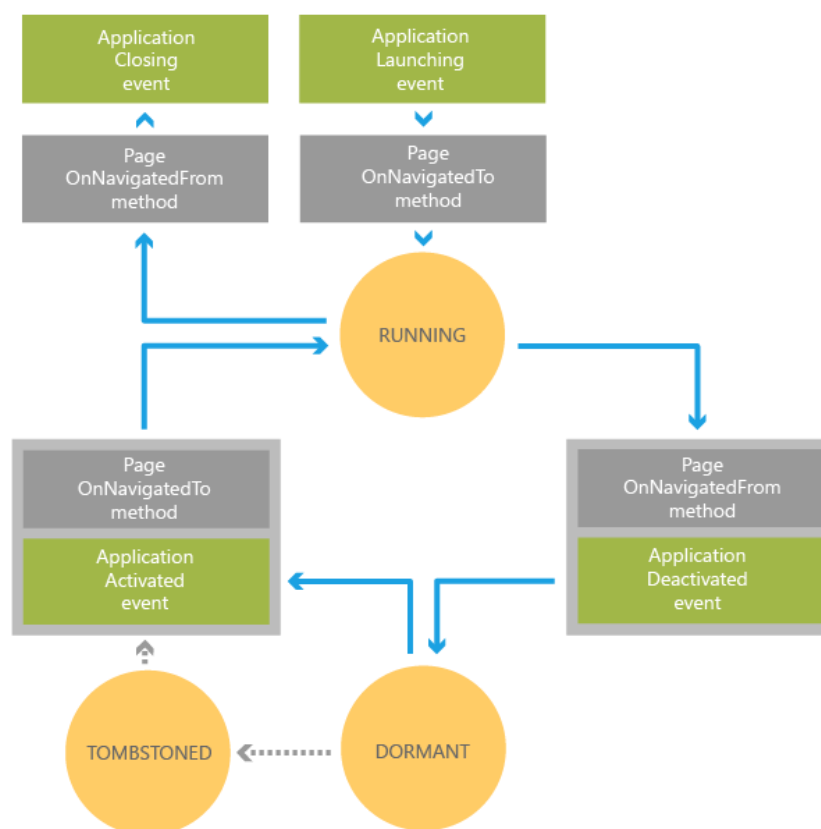 Application
Closing
event
Application
Launching
event
Page
OnNavigatedFrom
method
Page
OnNavigatedTo
method
RUNNING
Page
OnNavigatedTo
method
Application
Activated
event
Page
OnNavigatedFrom
method
Application
Deactivated
event
TOMBSTONED
DORMANT